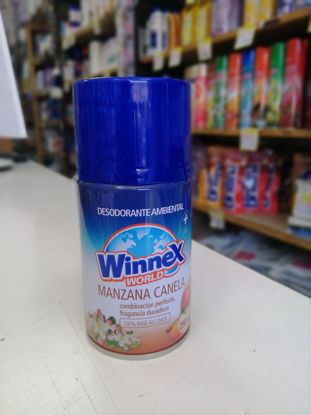 DESODORANTE AMBIENTAL
+
Winnex
WORLD
MANZANA CANELA
combinación perfecta
fragancia duradera
100% BASE ALCOHOL